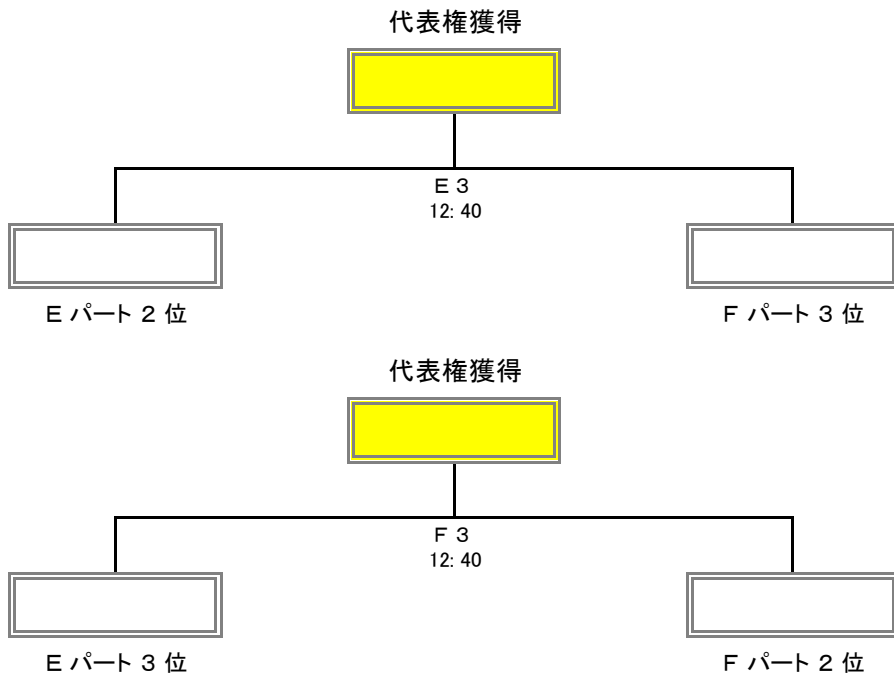 代表権獲得
E 3
12: 40
E パート 2 位
F パート 3 位
代表権獲得
F 3
12: 40
E パート 3 位
F パート 2 位